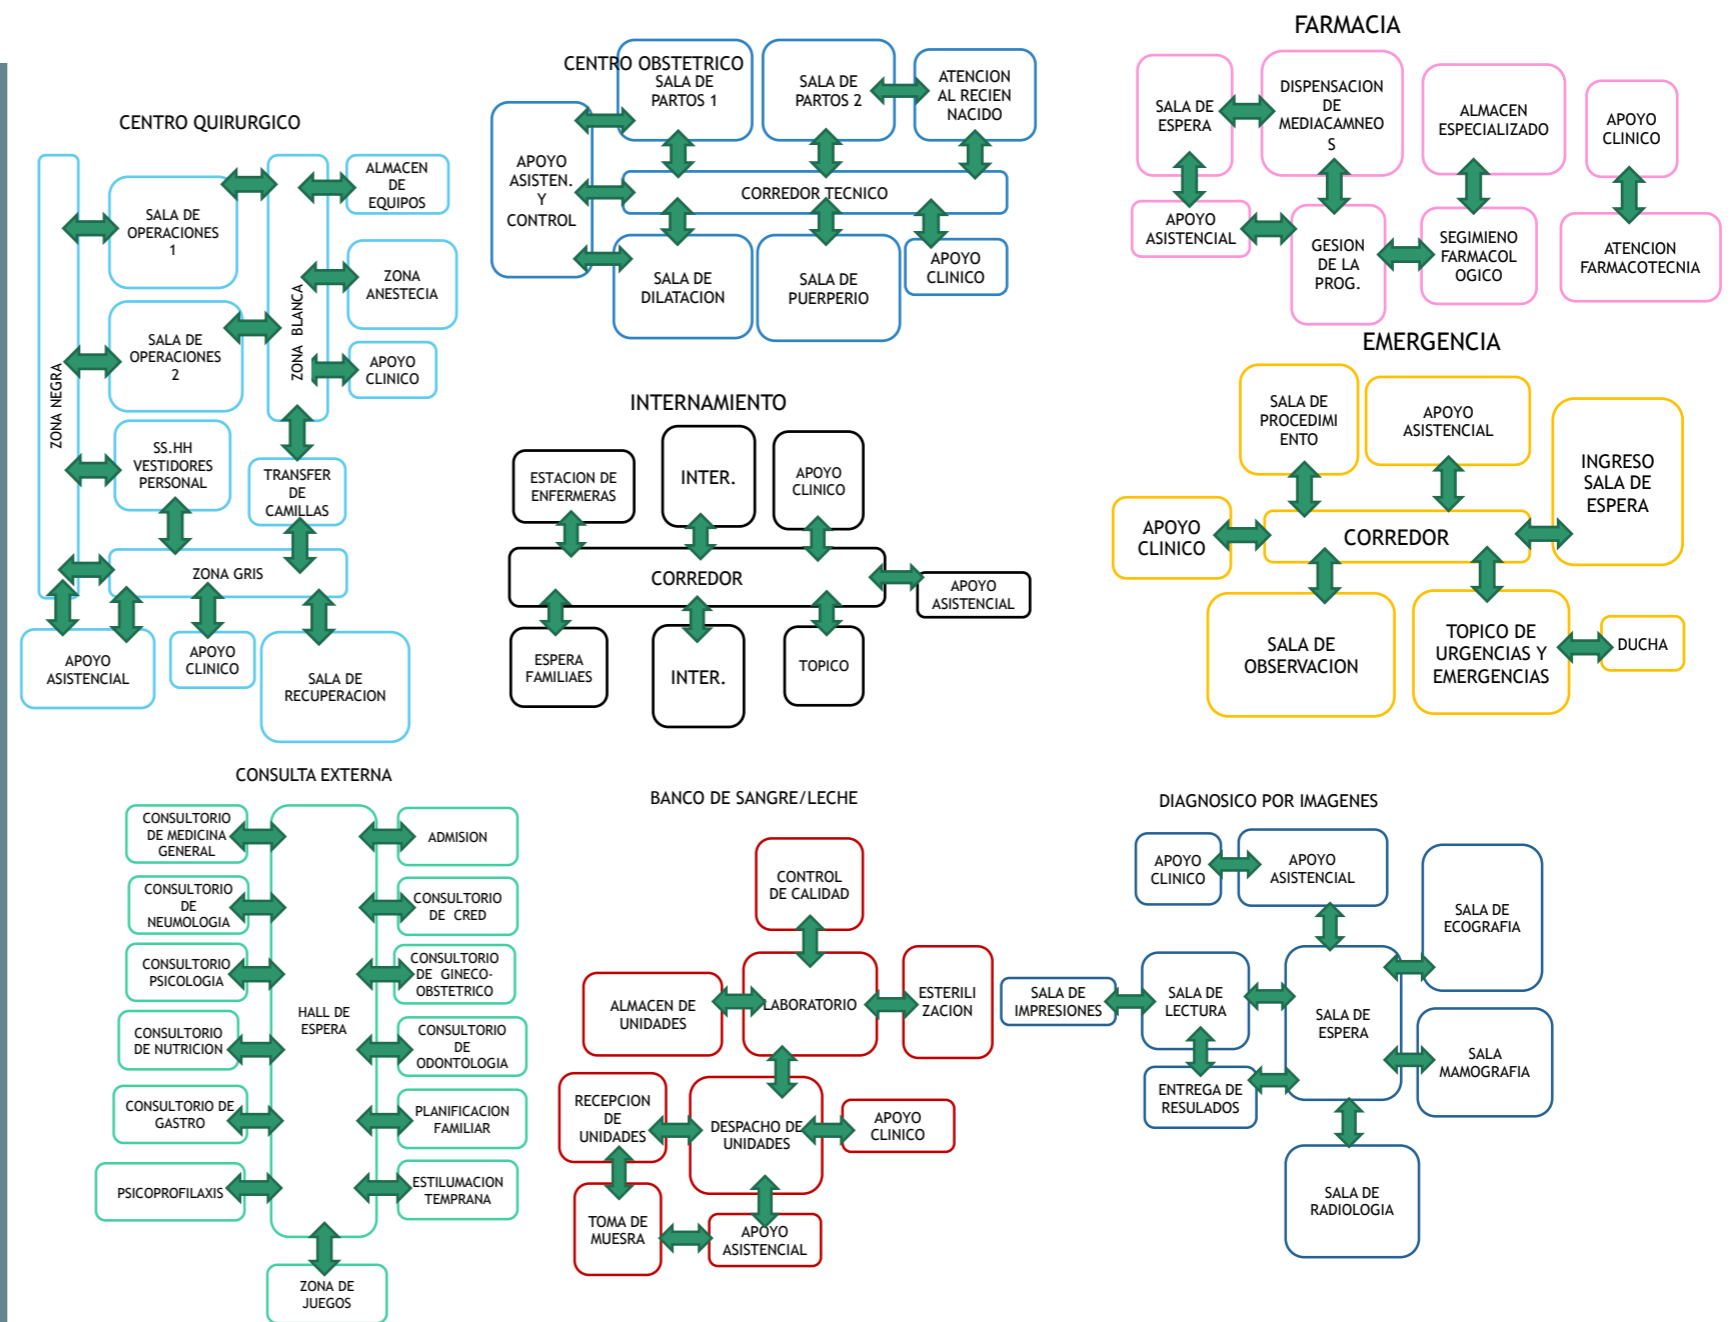 CENTRO QUIRURGICO
ZONA NEGRA
SALA DE
OPERACIONES
1
SALA DE
OPERACIONES
2
SS.HH
VESTIDORES
PERSONAL
ZONA BLANCA
ALMACEN
DE
EQUIPOS
ZONA
ANESTECIA
APOYO
CLINICO
TRANSFER
DE
CAMILLAS
ZONA GRIS
APOYO
ASISTENCIAL
APOYO
CLINICO
SALA DE
RECUPERACION
CENTRO OBSTETRICO
SALA DE
PARTOS 1
SALA DE
PARTOS 2
ATENCION
AL RECIEN
NACIDO
APOYO
ASISTEN.
Y
CONTROL
CORREDOR TECNICO
SALA DE
DILATACION
SALA DE
PUERPERIO
APOYO
CLINICO
FARMACIA
SALA DE
ESPERA
DISPENSACION
DE
MEDIACAMNEO
S
ALMACEN
ESPECIALIZADO
APOYO
CLINICO
APOYO
ASISTENCIAL
GESION
DE LA
PROG.
SEGIMIENO
FARMACOL
OGICO
ATENCION
FARMACOTECNIA
INTERNAMIENTO
ESTACION DE
ENFERMERAS
INTER.
APOYO
CLINICO
CORREDOR
APOYO
ASISTENCIAL
ESPERA
FAMILIAES
INTER.
TOPICO
EMERGENCIA
SALA DE
PROCEDIMI
ENTO
APOYO
ASISTENCIAL
INGRESO
SALA DE
ESPERA
APOYO
CLINICO
CORREDOR
SALA DE
OBSERVACION
TOPICO DE
URGENCIAS Y
EMERGENCIAS
DUCHA
CONSULTA EXTERNA
CONSULTORIO
DE MEDICINA
GENERAL
CONSULTORIO
DE
NEUMOLOGIA
CONSULTORIO
PSICOLOGIA
CONSULTORIO
DE NUTRICION
CONSULTORIO DE
GASTRO
PSICOPROFILAXIS
HALL DE
ESPERA
ADMISION
CONSULTORIO
DE CRED
CONSULTORIO
DE GINECO-
OBSTETRICO
CONSULTORIO
DE
ODONTOLOGIA
PLANIFICACION
FAMILIAR
ESTILUMACION
TEMPRANA
ZONA DE
JUEGOS
BANCO DE SANGRE/LECHE
CONTROL
DE CALIDAD
ALMACEN DE
UNIDADES
LABORATORIO
ESTERILI
ZACION
RECEPCION
DE
UNIDADES
DESPACHO DE
UNIDADES
APOYO
CLINICO
TOMA DE
MUESRA
APOYO
ASISTENCIAL
DIAGNOSICO POR IMAGENES
APOYO
CLINICO
APOYO
ASISTENCIAL
SALA DE
ECOGRAFIA
SALA DE
IMPRESIONES
SALA DE
LECTURA
SALA DE
ESPERA
SALA
MAMOGRAFIA
ENTREGA DE
RESULADOS
SALA DE
RADIOLOGIA